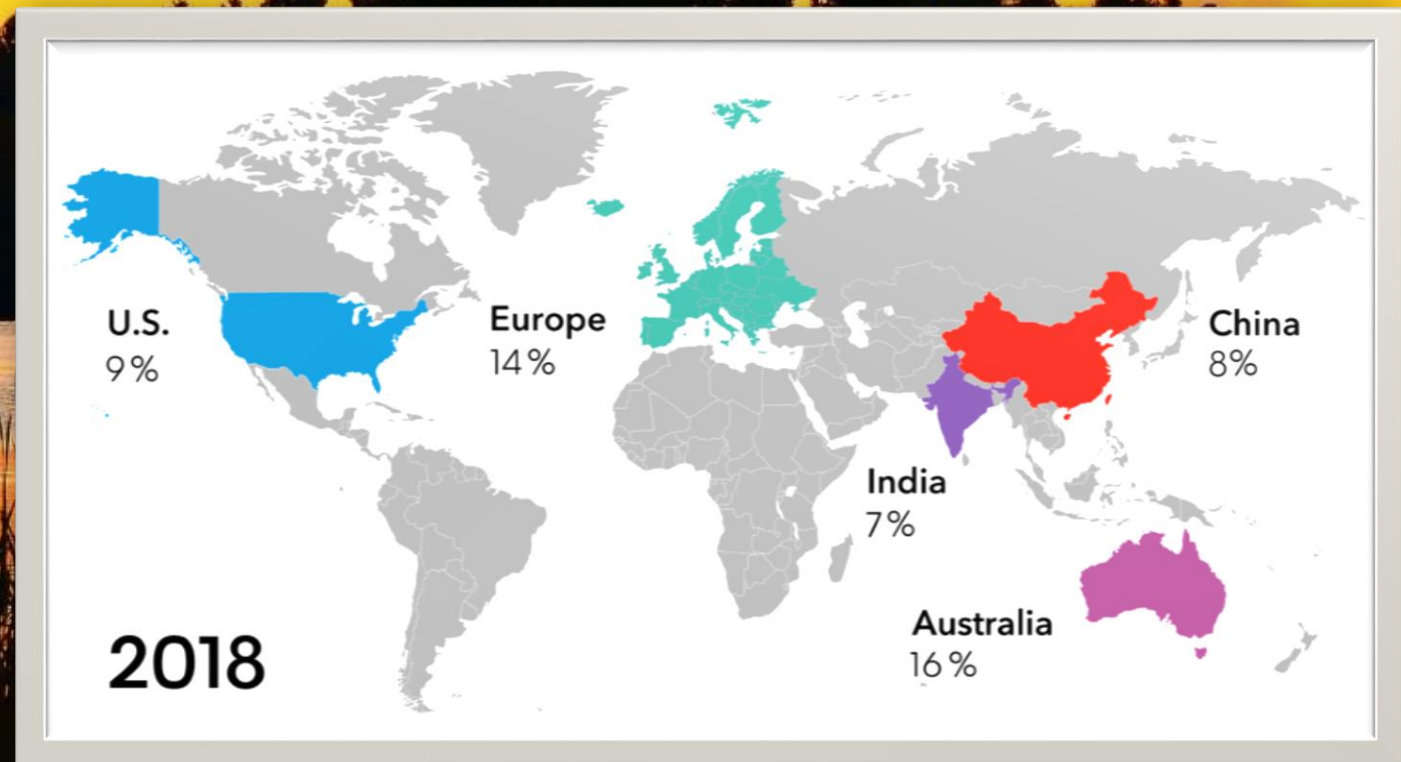 U.S.
9%
Europe
14%
China
8%
India
7%
Australia
16%
2018